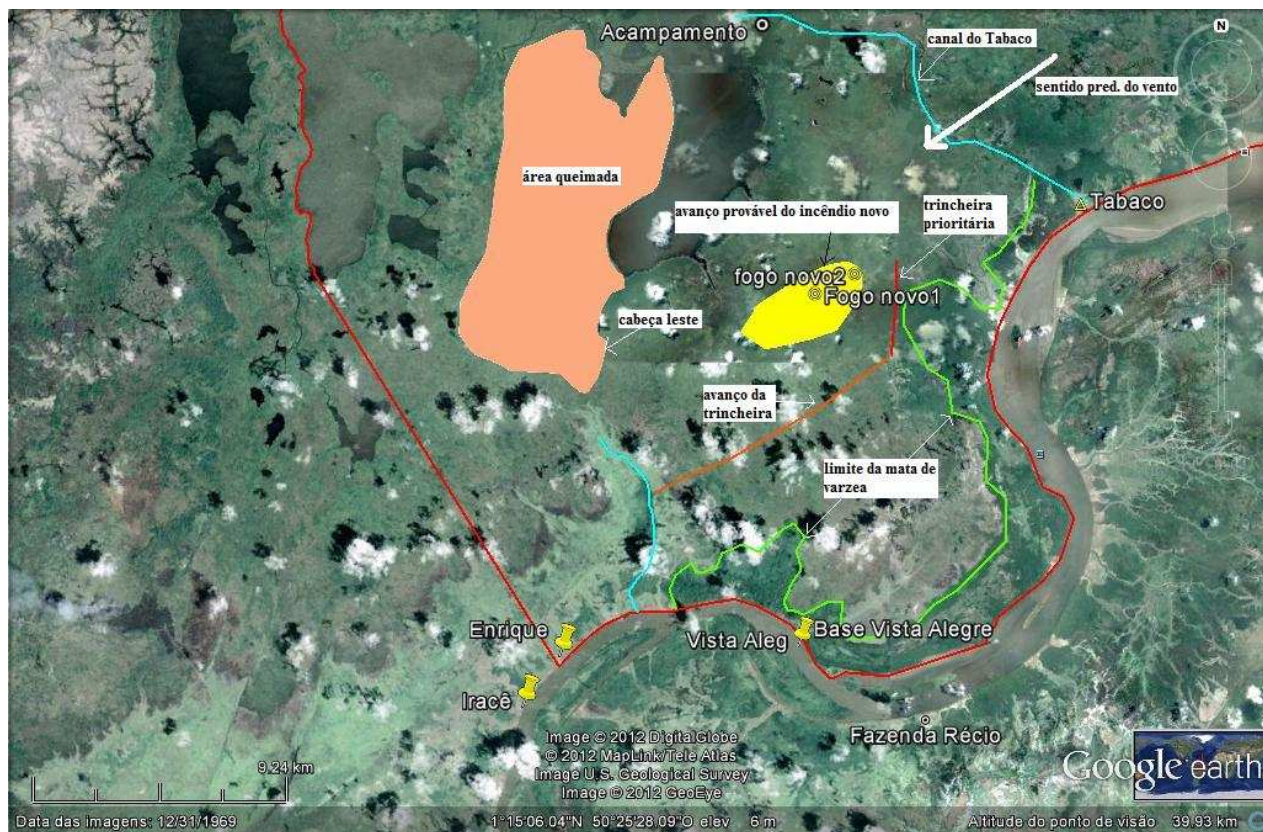 Acampamento
canal do Tabaco
N
sentido pred. do vento
área queimada
avanço provável do incêndio novo
trincheira
prioritária
Tabaco
fogo novo2
Fogo novo1
cabeça leste
avanço da
trincheira
limite da mata de
varzea
Enrique
Vista Aleg
Base Vista Alegre
Iracê
Fazenda Récio
Image © 2012 DigitalGlobe
© 2012 MapLink/Tele Atlas
Image U.S. Geological Survey
Image © 2012 GeoEye
9.24 km
Google earth
Data das imagens: 12/31/1969
1°15'06.04"N 50°25'28.09"O elev 6 m
Altitude do ponto de visão 39.93 km